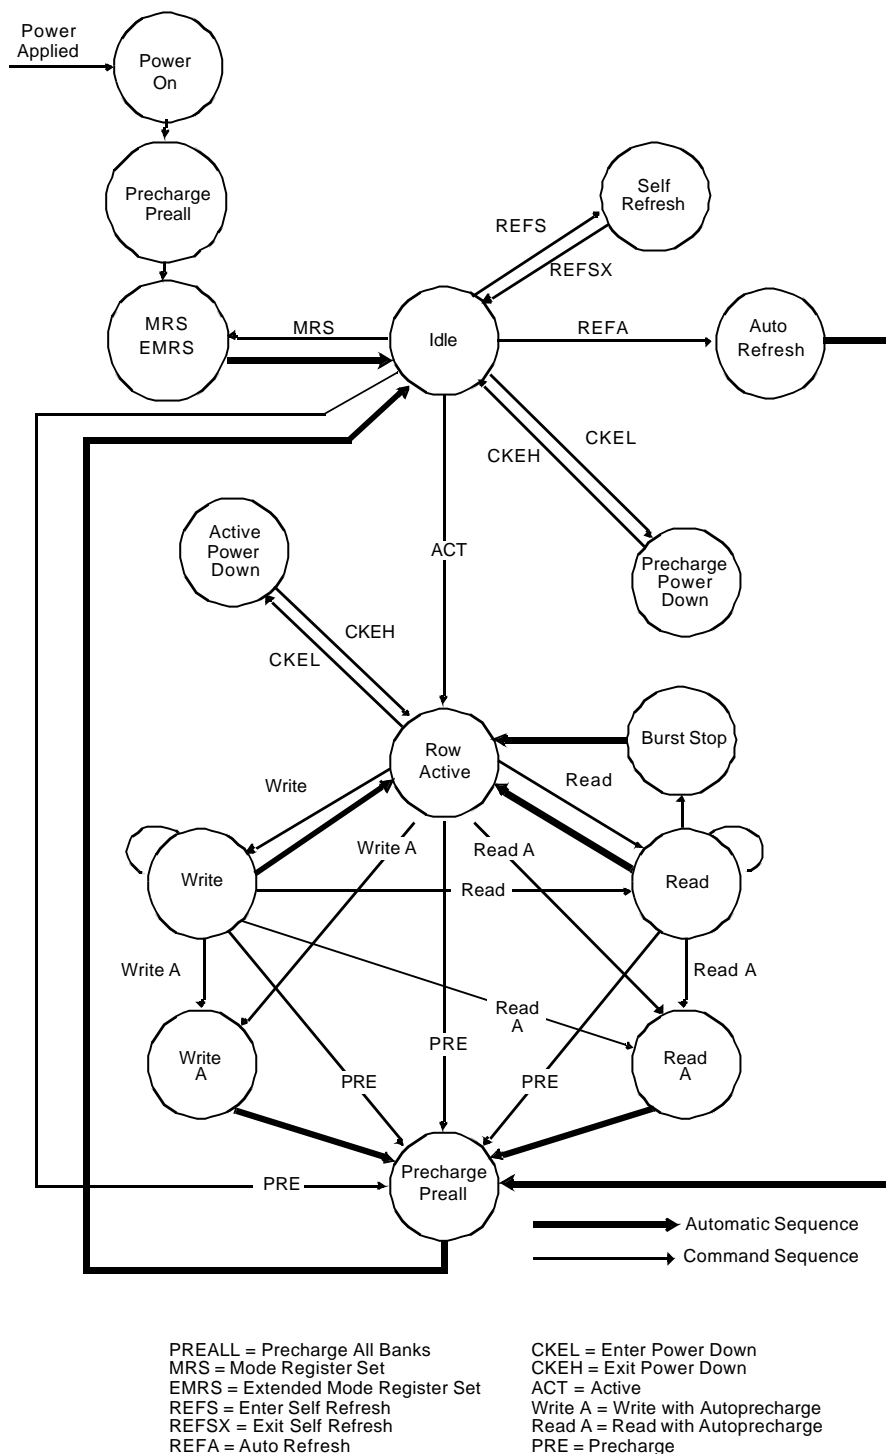 Power
Applied
Power
On
Precharge
Preall
Self
Refresh
REFS
REFSX
MRS
EMRS
MRS
Idle
REFA
Auto
Refresh
CKEL
CKEH
Active
Power
Down
ACT
Precharge
Power
Down
CKEH
CKEL
Row
Active
Burst Stop
Write
Read
Write A
Read A
Write
Read
Read
Write A
Read A
Read
A
Write
A
PRE
Read
A
PRE
PRE
Precharge
Preall
PRE
Automatic Sequence
Command Sequence
PREALL = Precharge All Banks
MRS = Mode Register Set
EMRS = Extended Mode Register Set
REFS = Enter Self Refresh
REFSX = Exit Self Refresh
REFA = Auto Refresh
CKEL = Enter Power Down
CKEH = Exit Power Down
ACT = Active
Write A = Write with Autoprecharge
Read A = Read with Autoprecharge
PRE = Precharge